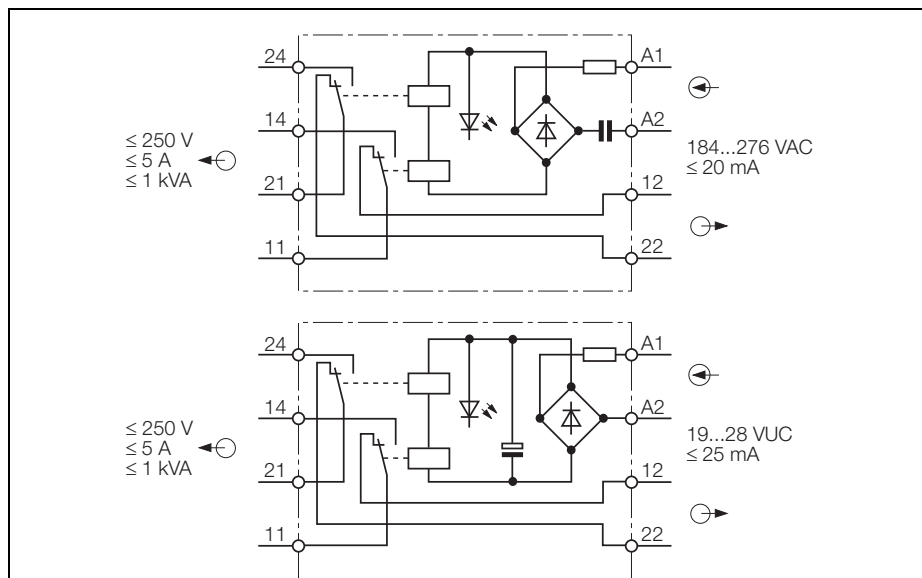 24
14
21
11
≤ 250 V
≤ 5 A
≤ 1 kVA
A1
A2
12
22
184...276 VAC
≤ 20 mA
24
14
21
11
≤ 250 V
≤ 5 A
≤ 1 kVA
A1
A2
12
22
19...28 VUC
≤ 25 mA